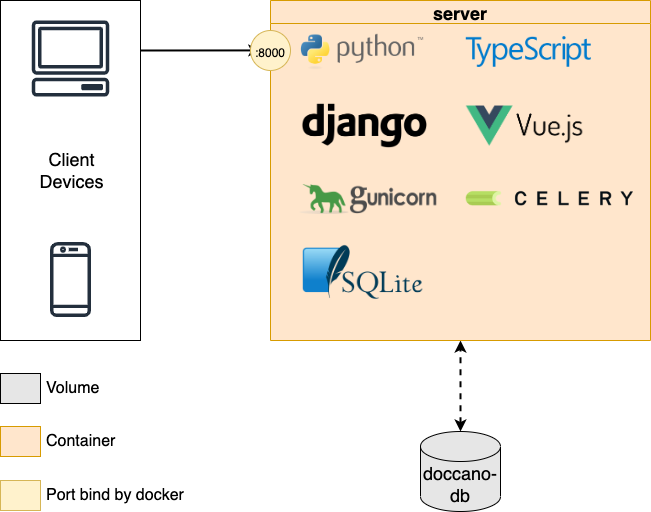 server
:8000
python™
TypeScript
Client
Devices
django
Vue.js
gunicorn
CELERY
SQLite
Volume
Container
Port bind by docker
doccano-
db